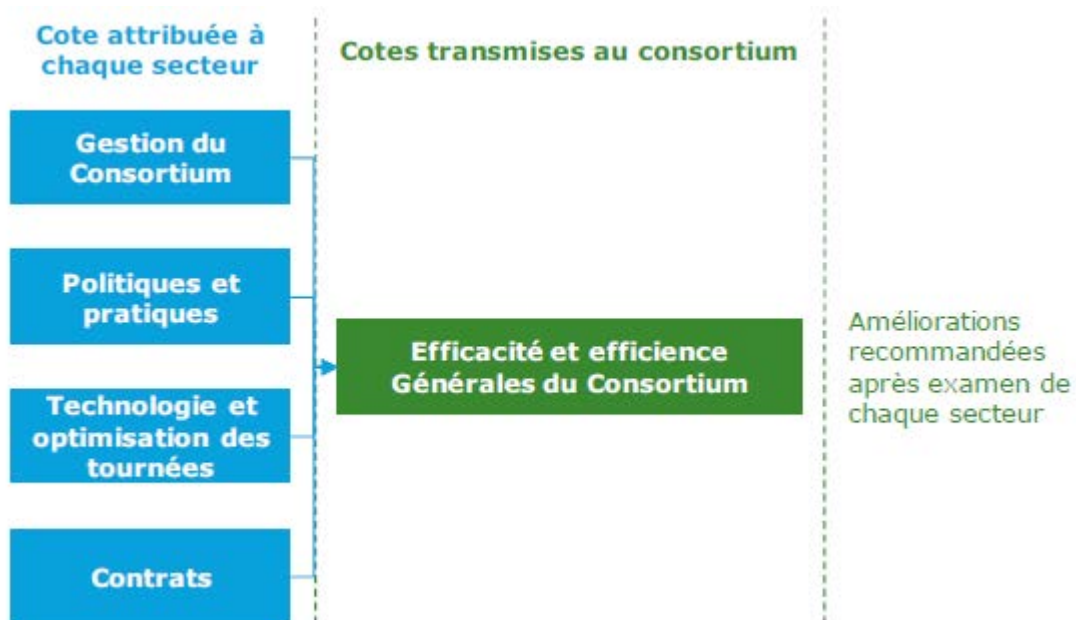 Cote attribuée à
chaque secteur
Cotes transmises au consortium
Gestion du
Consortium
Politiques et
pratiques
Technologie et
optimisation des
tournées
Contrats
Efficacité et efficience
Générales du Consortium
Améliorations
recommandées
après examen de
chaque secteur